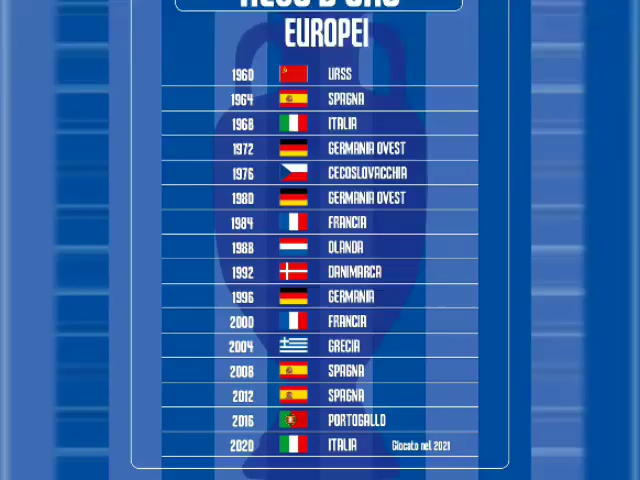 EUROPEI
1960 URSS
1964 SPAGNA
1968 ITALIA
1972 GERMANIA OVEST
1976 CECOSLOVACCHIA
1980 GERMANIA OVEST
1984 FRANCIA
1988 OLANDA
1992 DANIMARCA
1996 GERMANIA
2000 FRANCIA
2004 GRECIA
2008 SPAGNA
2012 SPAGNA
2016 PORTOGALLO
2020 ITALIA Giocato nel 2021